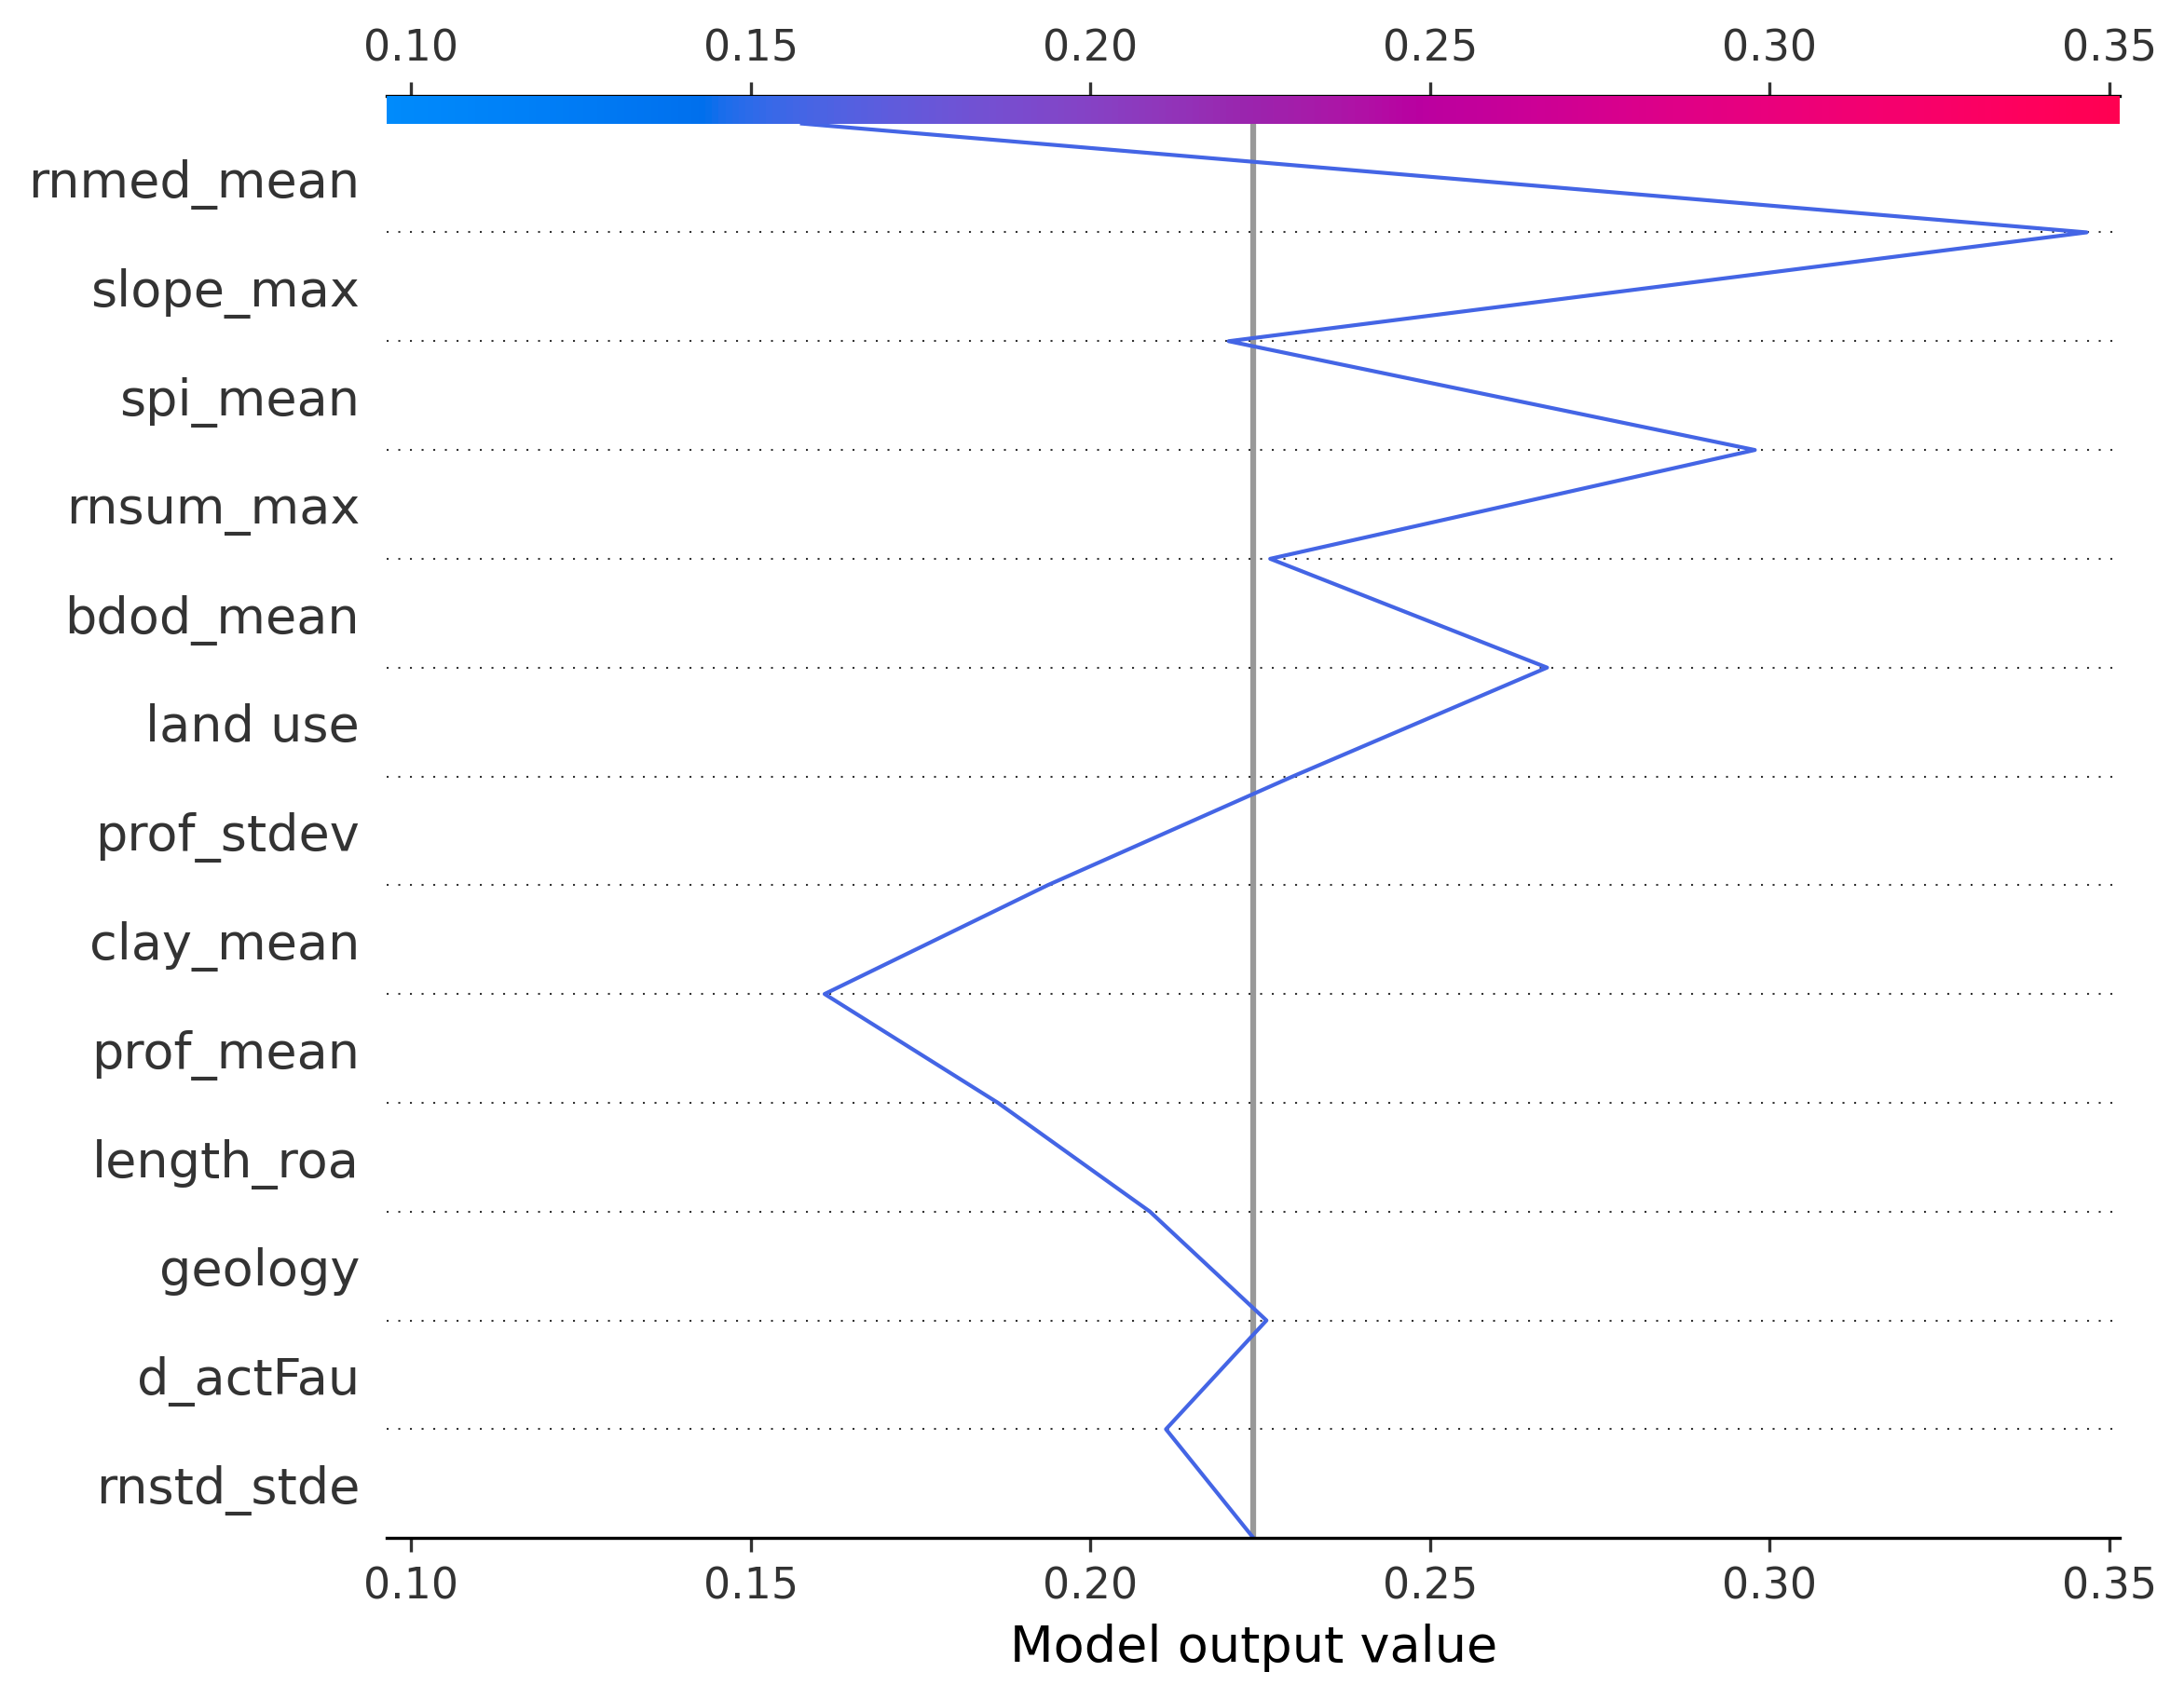 0.10 0.15 0.20 0.25 0.30 0.35
rnmed_mean
slope_max
spi_mean
rnsum_max
bdod_mean
land use
prof_stdev
clay_mean
prof_mean
length_roa
geology
d_actFau
rnstd_stde
0.10 0.15 0.20 0.25 0.30 0.35
Model output value